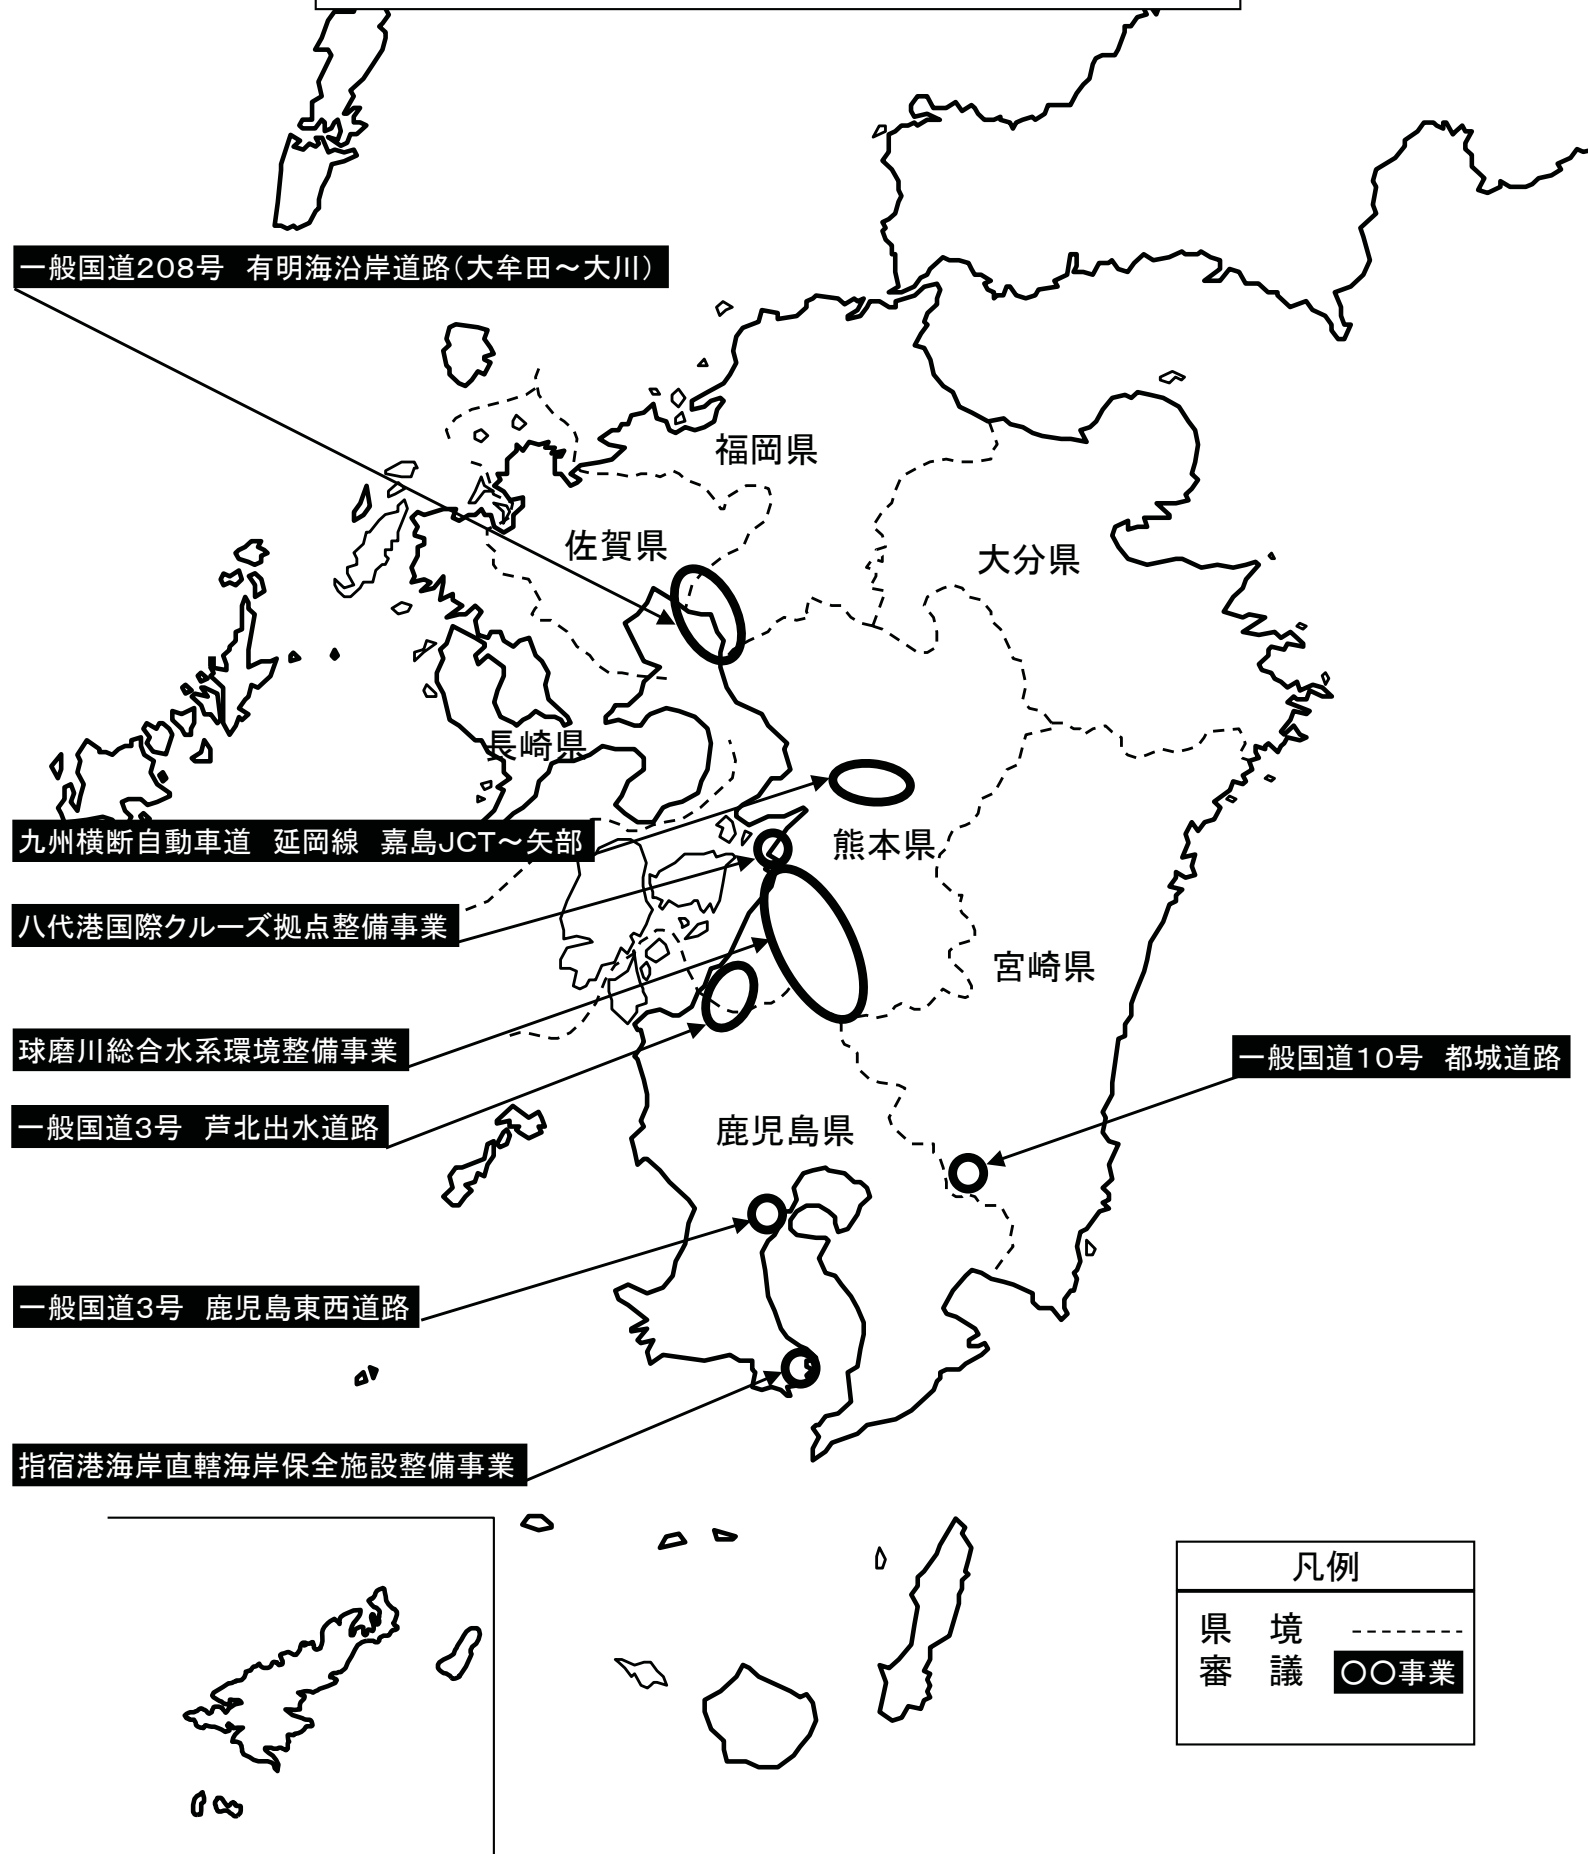 一般国道208号 有明海沿岸道路(大牟田~大川)
福岡県
佐賀県
大分県
長崎県
九州横断自動車道 延岡線 嘉島JCT~矢部
熊本県
八代港国際クルーズ拠点整備事業
宮崎県
球磨川総合水系環境整備事業
一般国道10号 都城道路
一般国道3号 芦北出水道路
鹿児島県
一般国道3号 鹿児島東西道路
指宿港海岸直轄海岸保全施設整備事業
凡例
県 境
審 議 〇〇事業